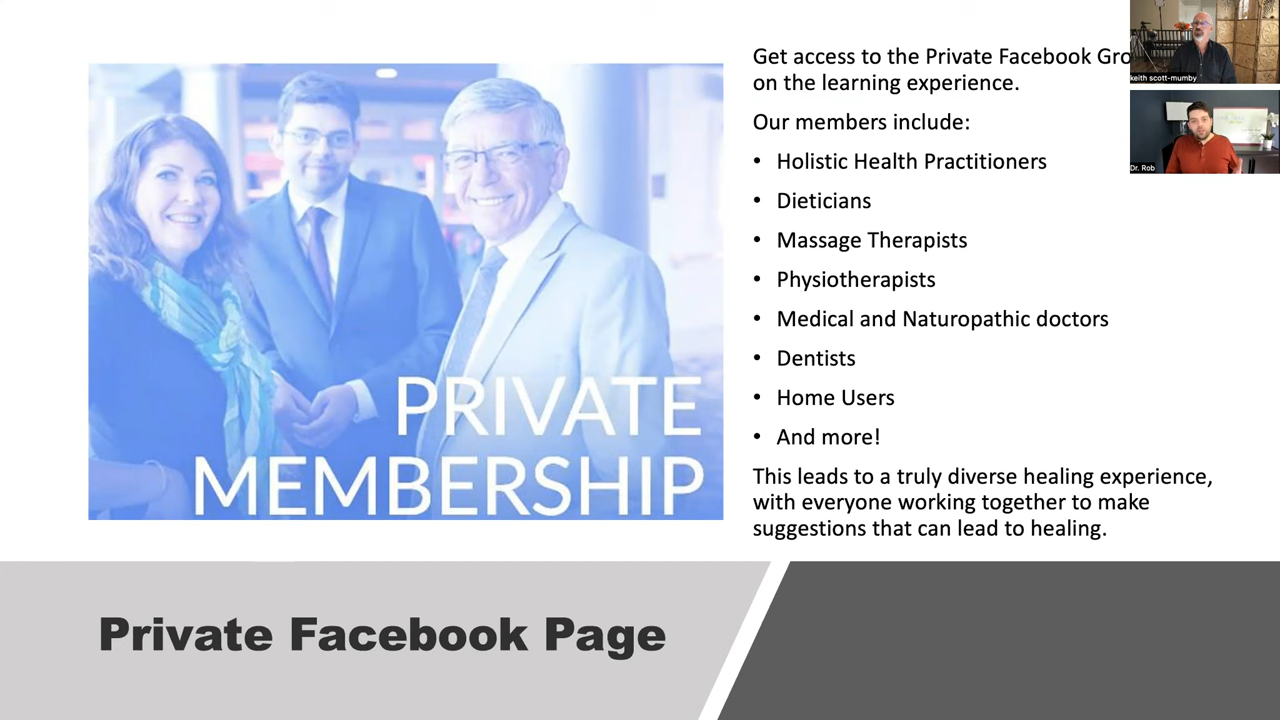 Get access to the Private Facebook
on the learning experience.
Our members include:
• Holistic Health Practitioners
• Dieticians
• Massage Therapists
• Physiotherapists
• Medical and Naturopathic doctors
• Dentists
• Home Users
• And more!
This leads to a truly diverse healing experience,
with everyone working together to make
suggestions that can lead to healing.
PRIVATE
MEMBERSHIP
Private Facebook Page
keith scott-mumby
Dr. Rob